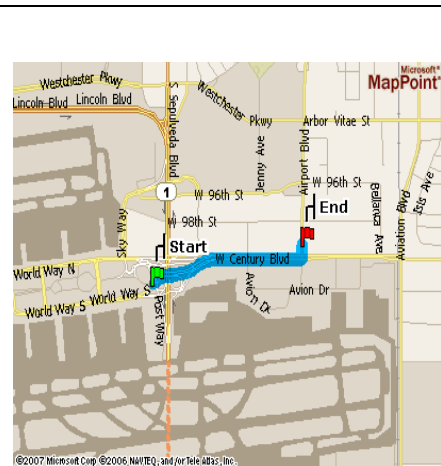 Microsoft®
MapPoint®
Westchester Pkwy
Lincoln Blvd Lincoln Blvd
S Sepulveda Blvd
Westchester
Pkwy
Arbor Vitae St
Jenny Ave
Airport Blvd
Isis Ave
1
W 96th St
W 96th St
Bellanca Ave
Aviation Blvd
End
W 98th St
Sky Way
Start
W Century Blvd
World Way N
Avion Dr
Avion Dr
World Way S World Way S
Post Way
©2007 Microsoft Corp ©2006 NAVTEQ, and/or Tele Atlas, Inc.